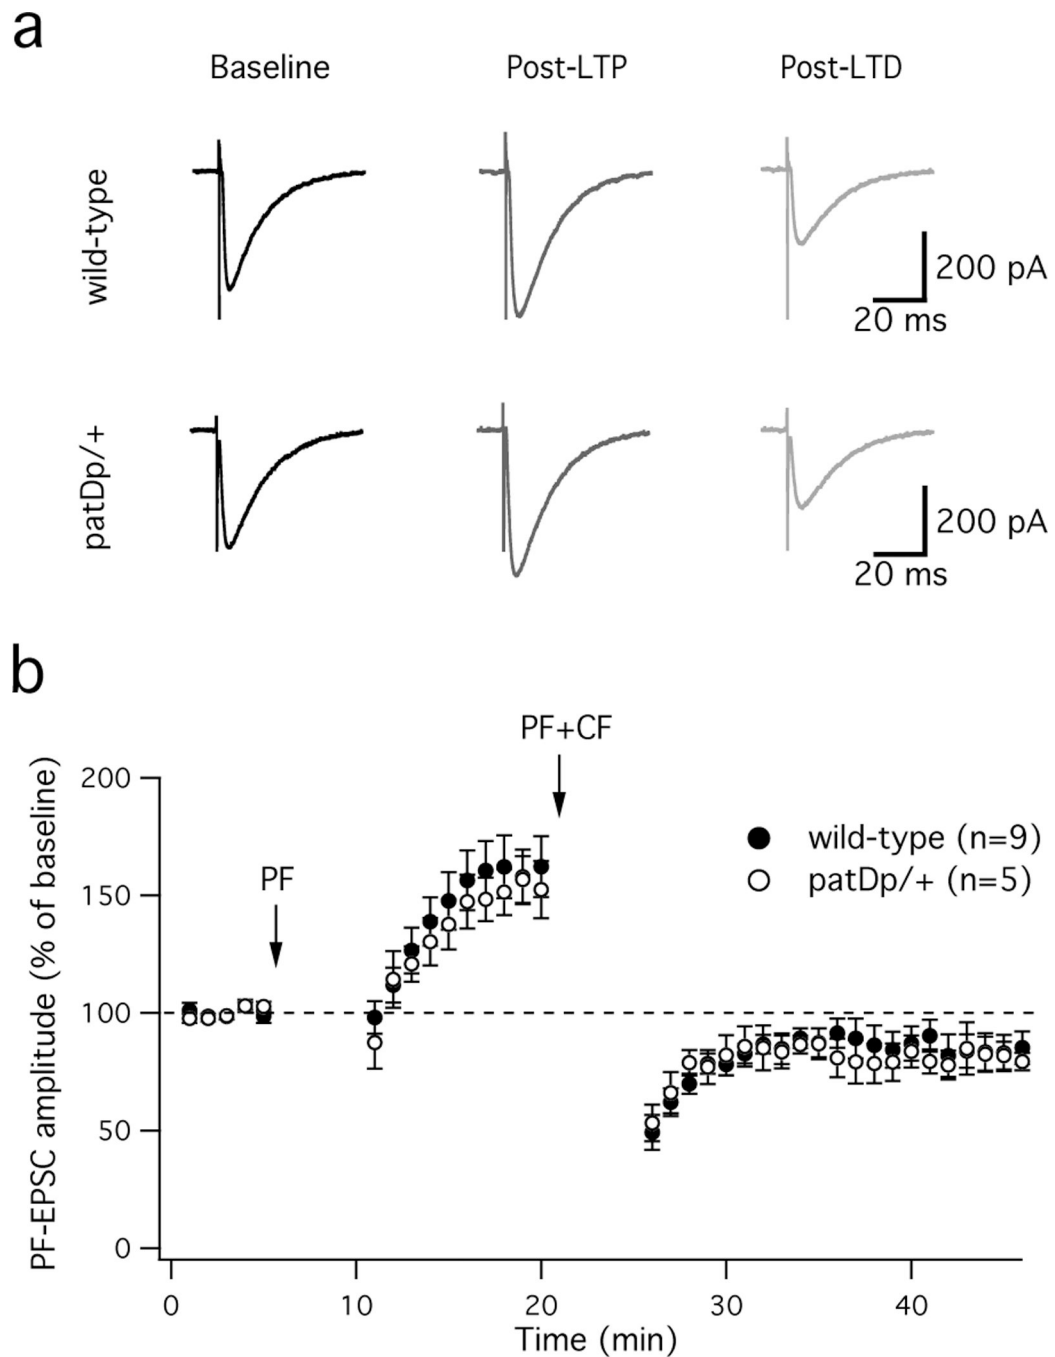 a
Baseline Post-LTP Post-LTD
wild-type
200 pA
20 ms
patDp/+
200 pA
20 ms
b
PF-EPSC amplitude (% of baseline)
PF+CF
200
wild-type (n=9)
PF
patDp/+ (n=5)
150
100
50
0
0 10 20 30 40
Time (min)